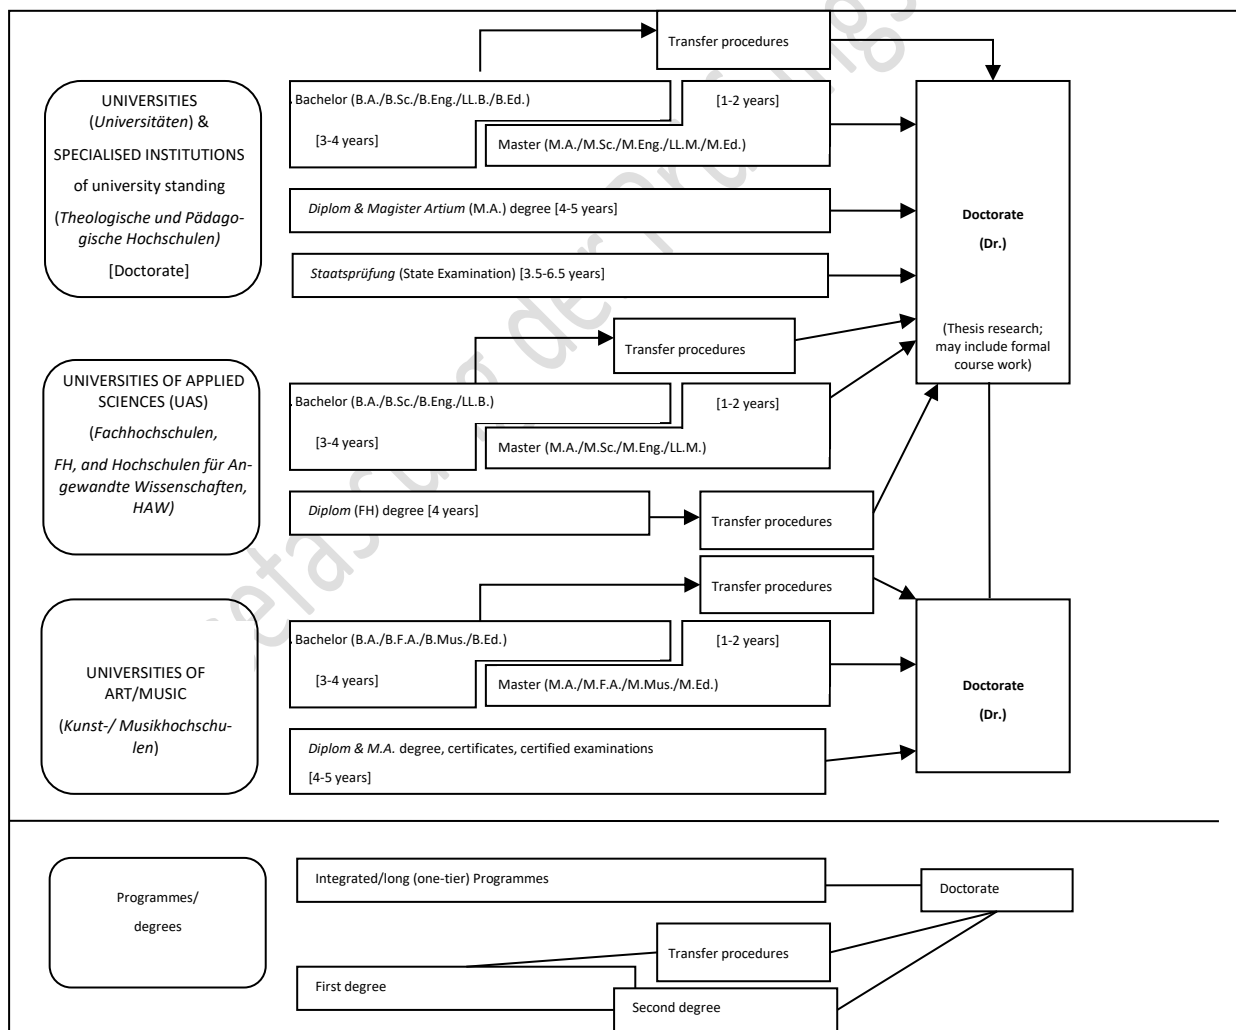 Transfer procedures
UNIVERSITIES
(Universitäten) &
SPECIALISED INSTITUTIONS
of university standing
(Theologische und Pädago-
gische Hochschulen)
[Doctorate]
Bachelor (B.A./B.Sc./B.Eng./LL.B./B.Ed.)
[3-4 years]
[1-2 years]
Master (M.A./M.Sc./M.Eng./LL.M./M.Ed.)
Diplom & Magister Artium (M.A.) degree [4-5 years]
Staatsprüfung (State Examination) [3.5-6.5 years]
Doctorate
(Dr.)
(Thesis research;
may include formal
course work)
UNIVERSITIES OF APPLIED
SCIENCES (UAS)
(Fachhochschulen,
FH, and Hochschulen für An-
gewandte Wissenschaften,
HAW)
Transfer procedures
Bachelor (B.A./B.Sc./B.Eng./LL.B.)
[3-4 years]
[1-2 years]
Master (M.A./M.Sc./M.Eng./LL.M.)
Diplom (FH) degree [4 years]
Transfer procedures
Transfer procedures
UNIVERSITIES OF
ART/MUSIC
(Kunst-/ Musikhochschu-
len)
Bachelor (B.A./B.F.A./B.Mus./B.Ed.)
[3-4 years]
[1-2 years]
Master (M.A./M.F.A./M.Mus./M.Ed.)
Diplom & M.A. degree, certificates, certified examinations
[4-5 years]
Doctorate
(Dr.)
Programmes/
degrees
Integrated/long (one-tier) Programmes
Doctorate
Transfer procedures
First degree
Second degree